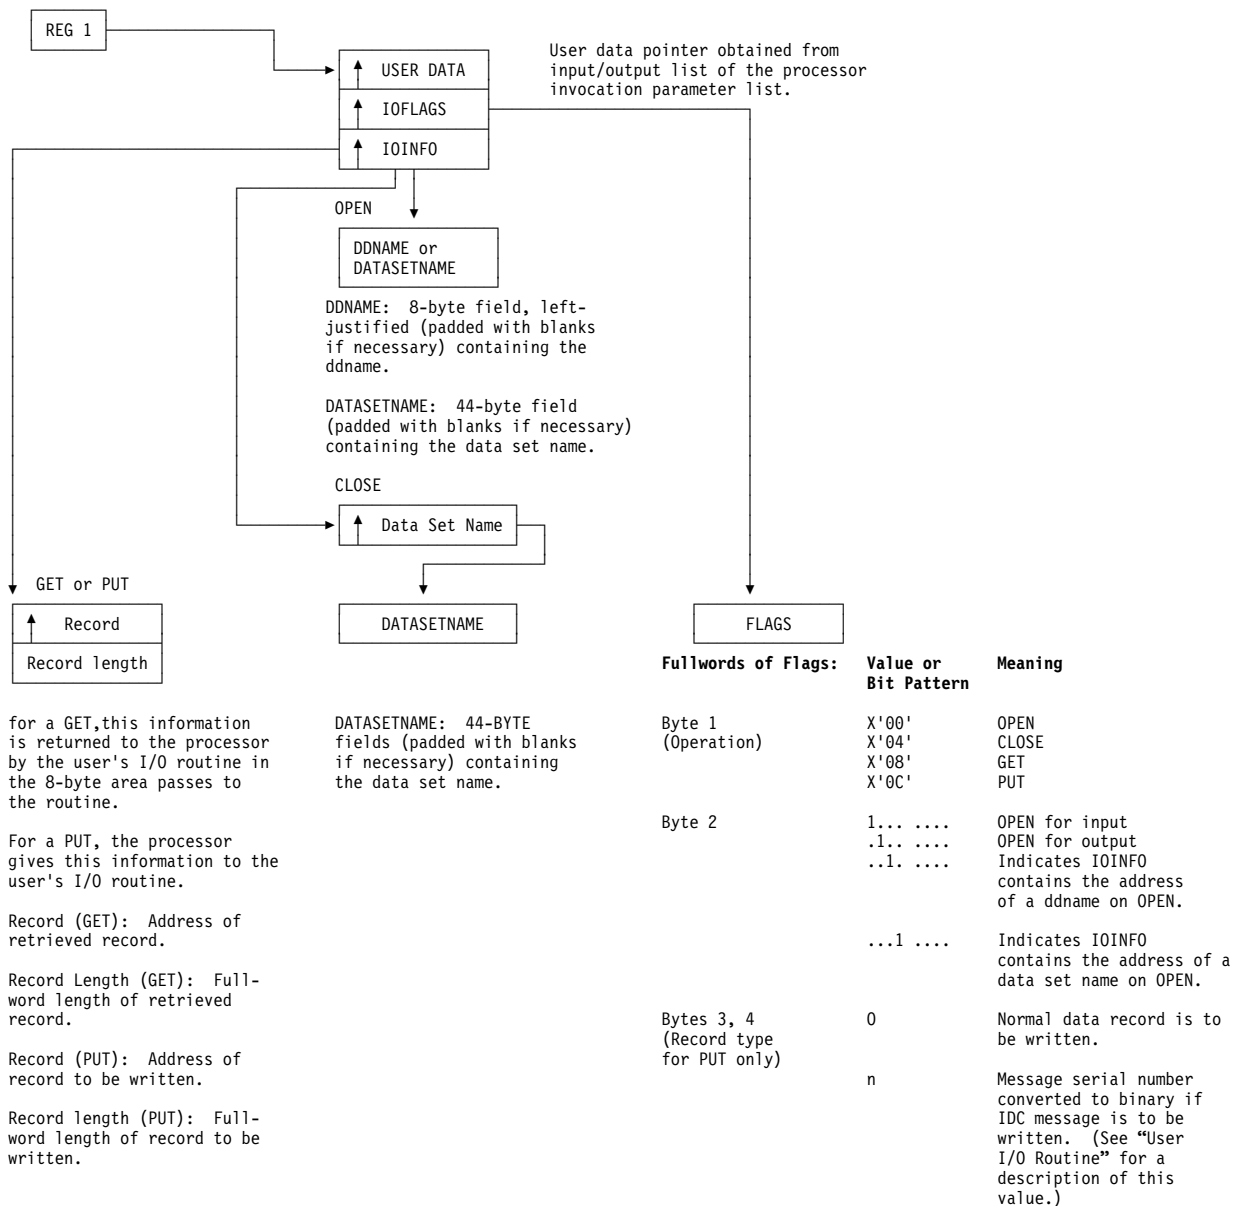 REG 1
USER DATA
IOFLAGS
IOINFO
User data pointer obtained from
input/output list of the processor
invocation parameter list.
OPEN
DDNAME or
DATASETNAME
DDNAME: 8-byte field, left-
justified (padded with blanks
if necessary) containing the
ddname.
DATASETNAME: 44-byte field
(padded with blanks if necessary)
containing the data set name.
CLOSE
Data Set Name
GET or PUT
Record
Record length
DATASETNAME
FLAGS
for a GET,this information
is returned to the processor
by the user's I/O routine in
the 8-byte area passes to
the routine.
For a PUT, the processor
gives this information to the
user's I/O routine.
Record (GET): Address of
retrieved record.
Record Length (GET): Full-
word length of retrieved
record.
Record (PUT): Address of
record to be written.
Record length (PUT): Full-
word length of record to be
written.
DATASETNAME: 44-BYTE
fields (padded with blanks
if necessary) containing
the data set name.
Fullwords of Flags: Value or Meaning
Bit Pattern
Byte 1 X'00' OPEN
(Operation) X'04' CLOSE
X'08' GET
X'0C' PUT
Byte 2 1... .... OPEN for input
.1.. .... OPEN for output
..1. .... Indicates IOINFO
contains the address
of a ddname on OPEN.
...1 .... Indicates IOINFO
contains the address of a
data set name on OPEN.
Bytes 3, 4 0 Normal data record is to
(Record type be written.
for PUT only)
n Message serial number
converted to binary if
IDC message is to be
written. (See “User
I/O Routine” for a
description of this
value.)